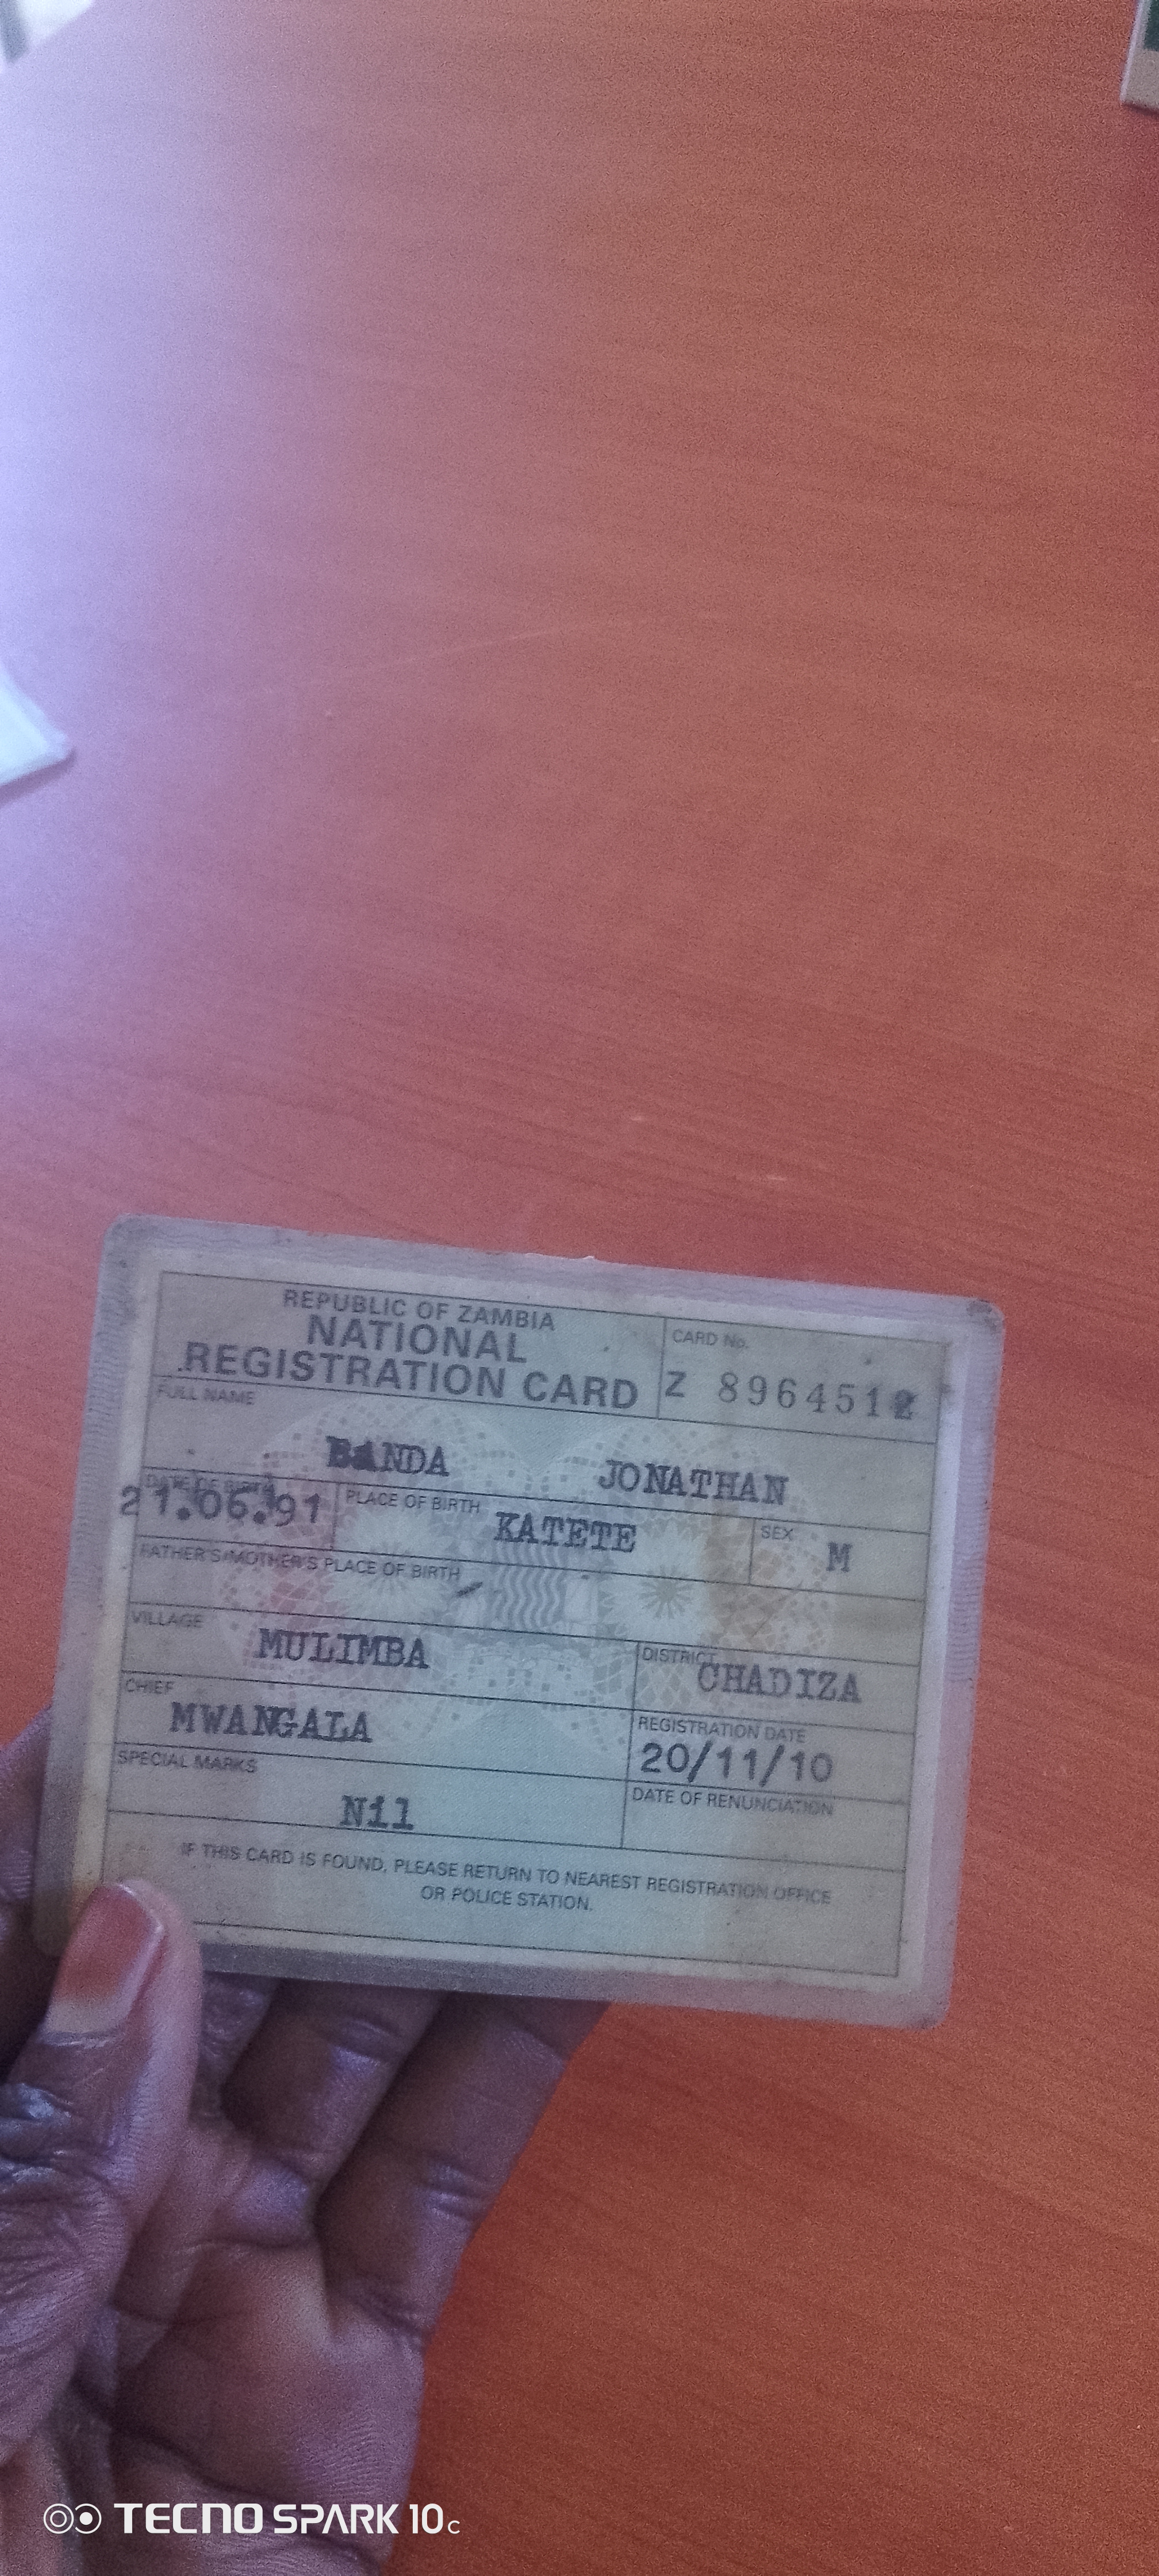 REPUBLIC OF ZAMBIA
NATIONAL
REGISTRATION CARD
CARD No.
Z 8964512
FULL NAME
BANDA JONATHAN
DATE OF BIRTH
21.06.91
PLACE OF BIRTH
KATETE
SEX
M
FATHER'S/MOTHER'S PLACE OF BIRTH
VILLAGE
MULIMBA
DISTRICT
CHADIZA
CHIEF
MWANGALA
REGISTRATION DATE
20/11/10
SPECIAL MARKS
Nil
DATE OF RENUNCIATION
IF THIS CARD IS FOUND, PLEASE RETURN TO NEAREST REGISTRATION OFFICE
OR POLICE STATION.
TECNO SPARK 10C